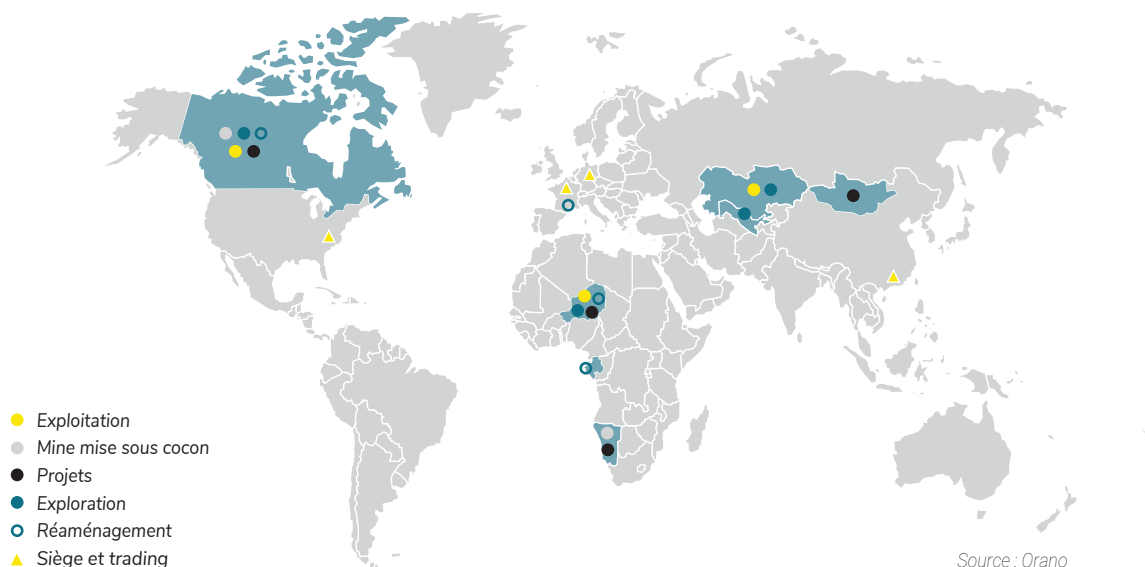 Exploitation
Mine mise sous cocon
Projets
Exploration
Réaménagement
Siège et trading
Source : Orano